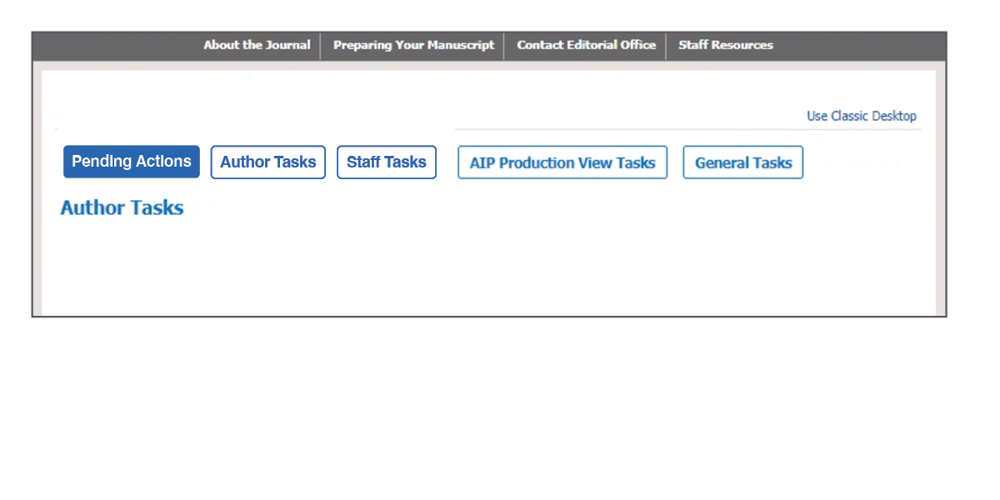 About the Journal Preparing Your Manuscript Contact Editorial Office Staff Resources
Use Classic Desktop
Pending Actions Author Tasks Staff Tasks AIP Production View Tasks General Tasks
Author Tasks